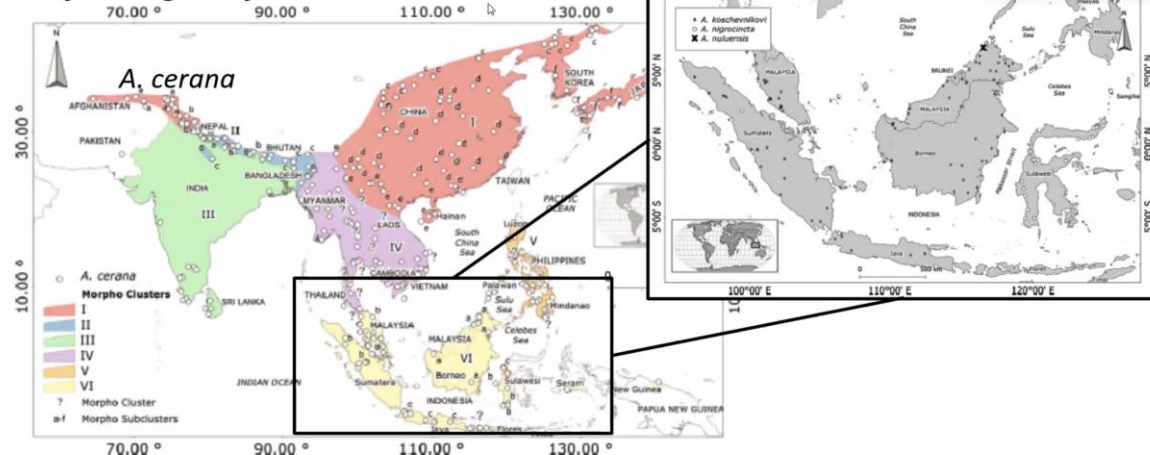 70.00 ° 90.00 ° 110.00 ° 130.00 °
N
A. cerana
AFGHANISTAN
PAKISTAN
NEPAL
II
BHUTAN
BANGLADESH
INDIA
III
SRI LANKA
CHINA
I
SOUTH KOREA
TAIWAN
PACIFIC OCEAN
MYANMAR
LAOS
IV
Hainan
South China Sea
CAMBODIA
VIETNAM
Luzon
V
PHILIPPINES
Palawan
Sulu Sea
Mindanao
THAILAND
MALAYSIA
MALAYSIA
VI
Borneo
Celebes Sea
INDIAN OCEAN
Sumatera
Sulawesi
Seram
New Guinea
INDONESIA
PAPUA NEW GUINEA
Java
Flores
30.00 °
10.00 °
A. cerana
Morpho Clusters
I
II
III
IV
V
VI
? Morpho Cluster
a-f Morpho Subclusters
70.00 ° 90.00 ° 110.00 ° 130.00 °
A. koschevnikovi
A. nigrocincta
A. nuluensis
South China Sea
Sulu Sea
Mindanao
N
MALAYSIA
BRUNEI
Celebes Sea
MALAYSIA
Sumatera
Borneo
Sulawesi
INDONESIA
Java
Flores
Timor
0 500 km
5°00' N
0°00' N
5°00' S
100°00' E 110°00' E 120°00' E